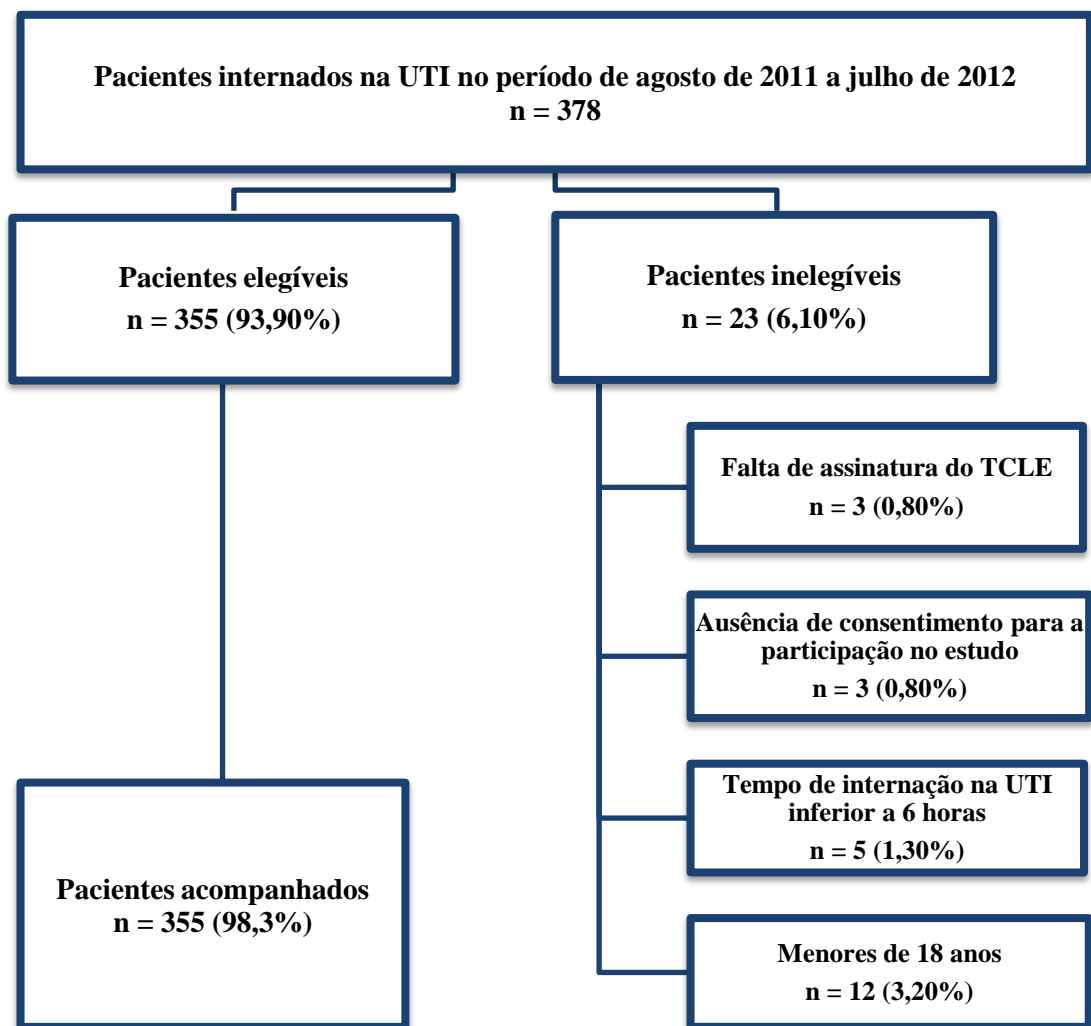 Pacientes internados na UTI no período de agosto de 2011 a julho de 2012
n = 378
Pacientes elegíveis
n = 355 (93,90%)
Pacientes inelegíveis
n = 23 (6,10%)
Falta de assinatura do TCLE
n = 3 (0,80%)
Ausência de consentimento para a
participação no estudo
n = 3 (0,80%)
Tempo de internação na UTI
inferior a 6 horas
n = 5 (1,30%)
Pacientes acompanhados
n = 355 (98,3%)
Menores de 18 anos
n = 12 (3,20%)